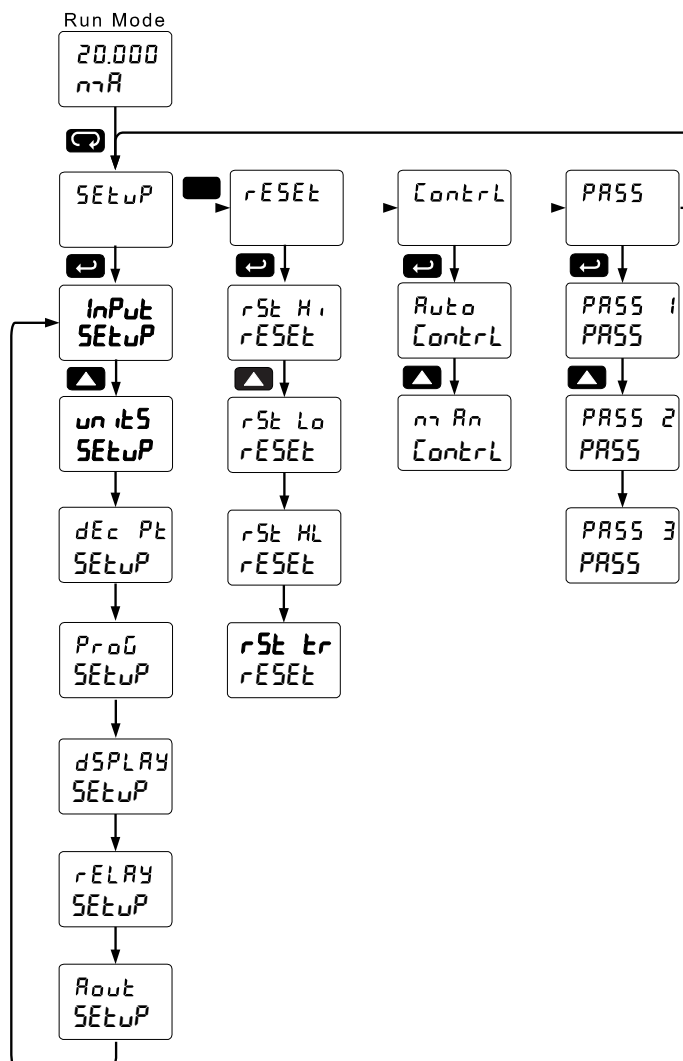 Run Mode
20.000
mA
SEtuP
rESEt
ContrL
PASS
InPut
SEtuP
rSt Hi
rESEt
Auto
ContrL
PASS 1
PASS
unitS
SEtuP
rSt Lo
rESEt
mAn
ContrL
PASS 2
PASS
dEc Pt
SEtuP
rSt HL
rESEt
PASS 3
PASS
ProG
SEtuP
rSt tr
rESEt
dSPLAY
SEtuP
rELAY
SEtuP
Aout
SEtuP